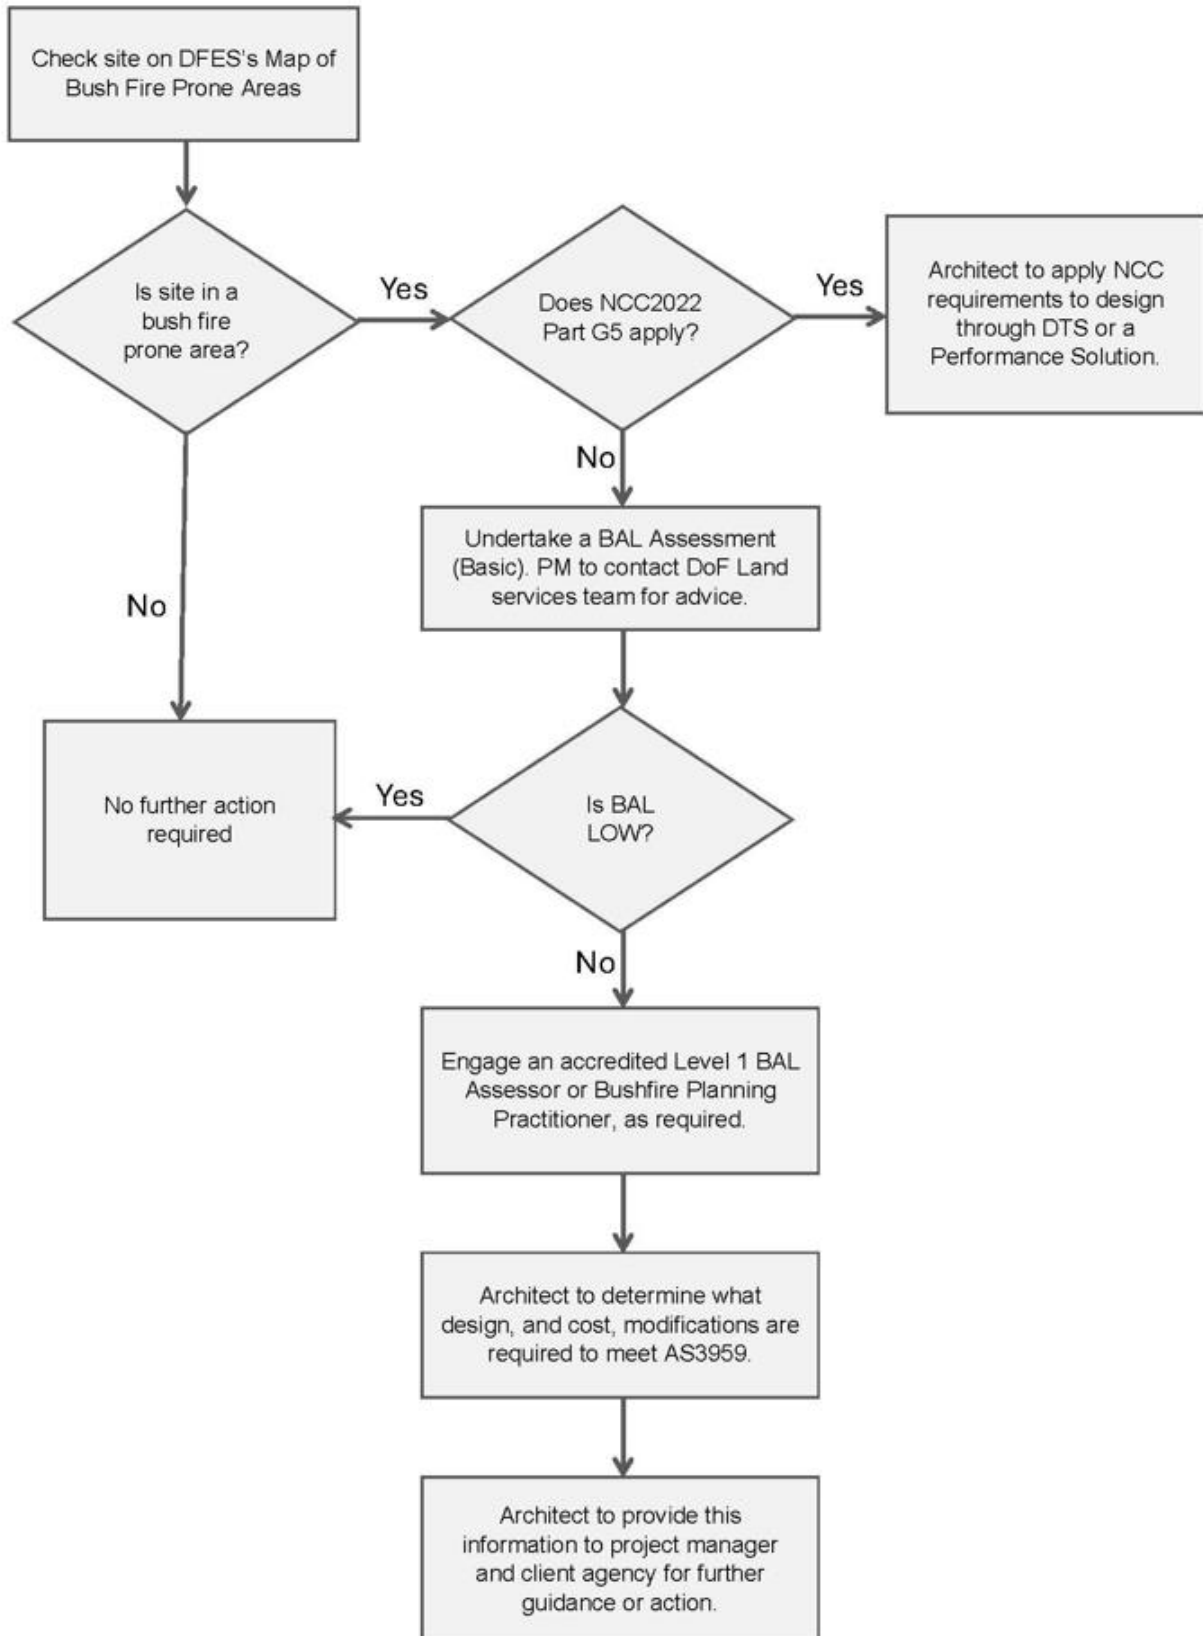 Check site on DFES's Map of
Bush Fire Prone Areas
Is site in a
bush fire
prone area?
Yes
Does NCC2022
Part G5 apply?
Yes
Architect to apply NCC
requirements to design
through DTS or a
Performance Solution.
No
Undertake a BAL Assessment
(Basic). PM to contact DoF Land
services team for advice.
No
No further action
required
Yes
Is BAL
LOW?
No
Engage an accredited Level 1 BAL
Assessor or Bushfire Planning
Practitioner, as required.
Architect to determine what
design, and cost, modifications are
required to meet AS3959.
Architect to provide this
information to project manager
and client agency for further
guidance or action.